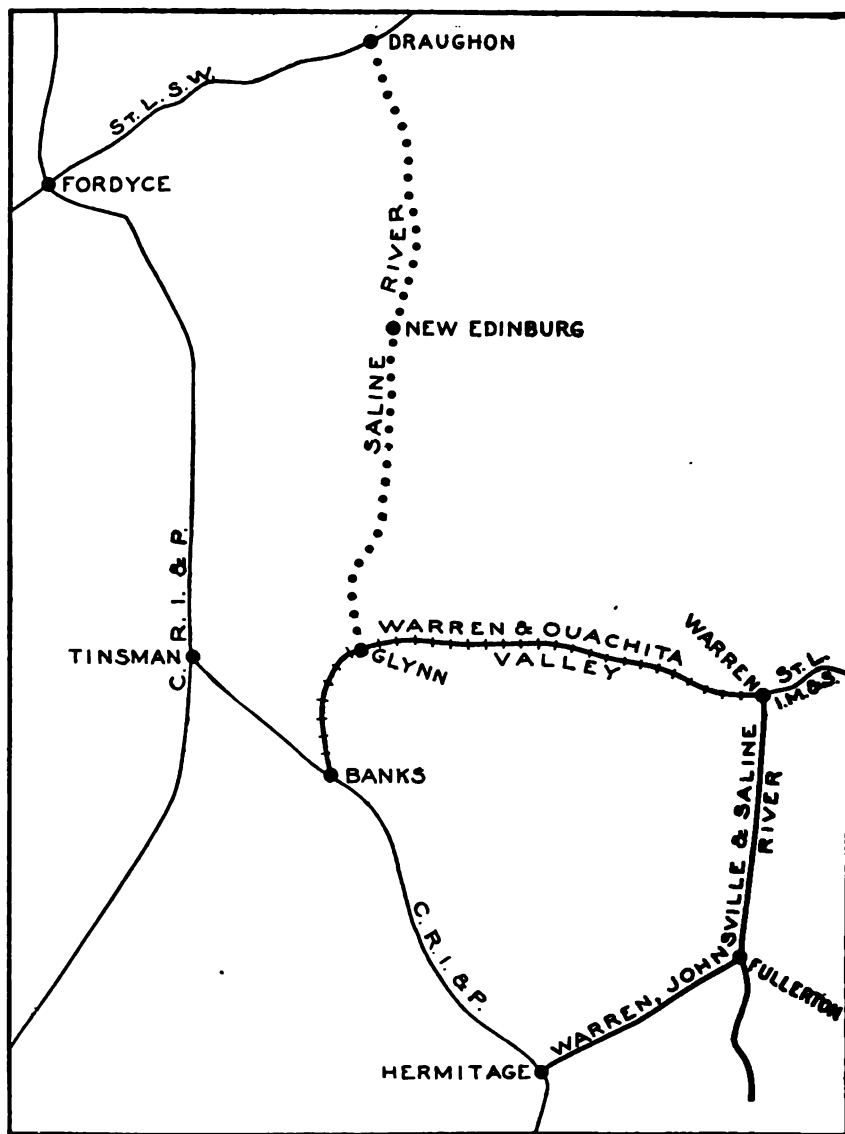 DRAUGHON
ST. L. S. W.
FORDYCE
SALINE RIVER
NEW EDINBURG
C. R. I. & P.
TINSMAN
WARREN & OUACHITA
VALLEY
GLYNN
WARREN
ST. L.
I. M. & S.
BANKS
WARREN, JOHNSVILLE & SALINE
RIVER
C. R. I. & P.
FULLERTON
HERMITAGE